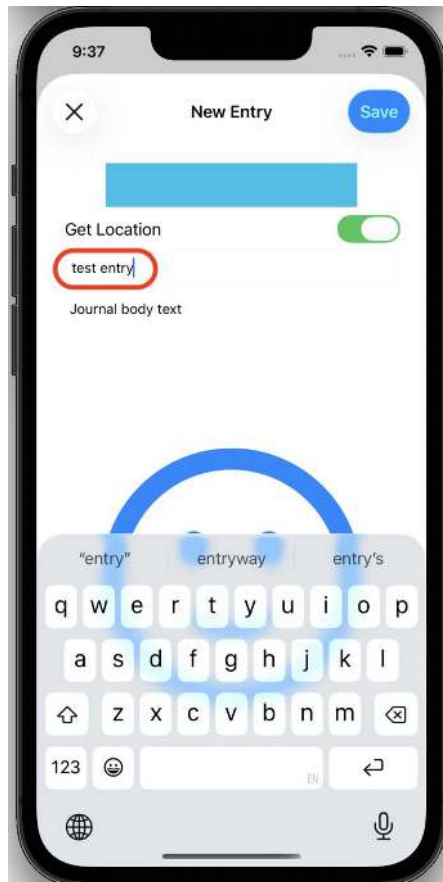 9:37
New Entry
Save
Get Location
test entry
Journal body text
“entry” entryway entry's
q w e r t y u i o p
a s d f g h j k l
z x c v b n m
123
EN